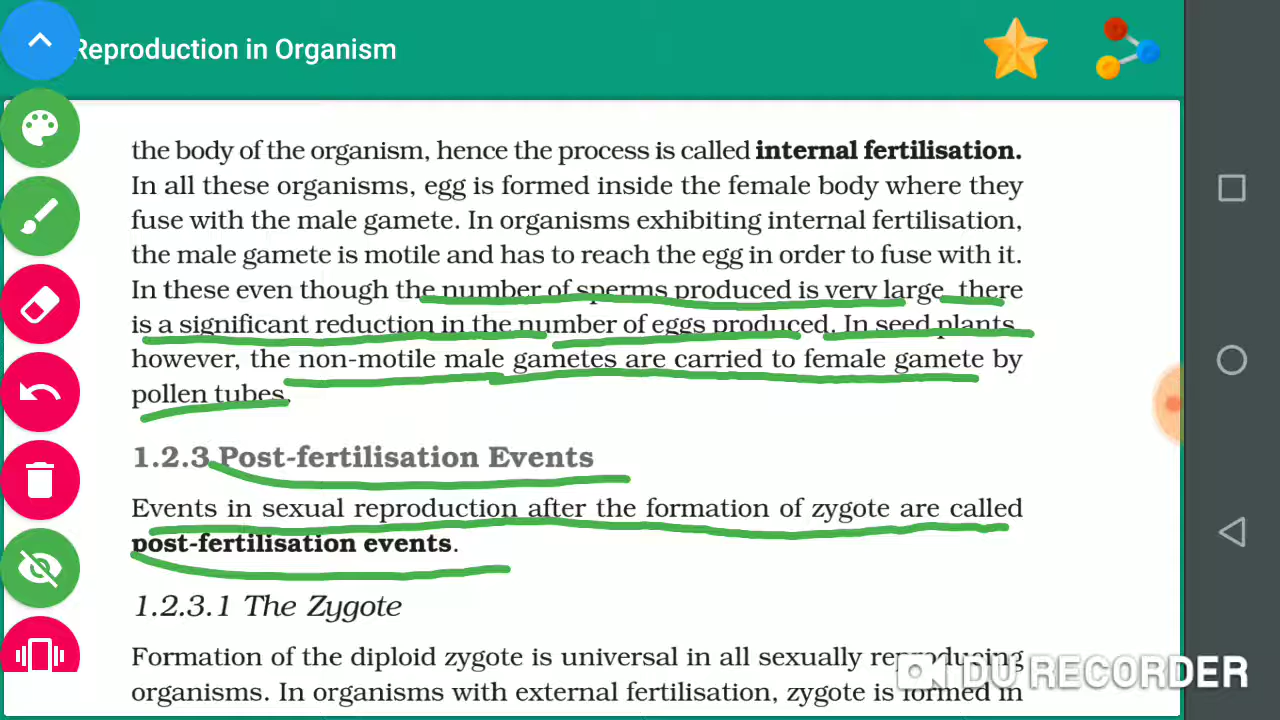 Reproduction in Organism
the body of the organism, hence the process is called internal fertilisation.
In all these organisms, egg is formed inside the female body where they
fuse with the male gamete. In organisms exhibiting internal fertilisation,
the male gamete is motile and has to reach the egg in order to fuse with it.
In these even though the number of sperms produced is very large, there
is a significant reduction in the number of eggs produced. In seed plants,
however, the non-motile male gametes are carried to female gamete by
pollen tubes.
1.2.3 Post-fertilisation Events
Events in sexual reproduction after the formation of zygote are called
post-fertilisation events.
1.2.3.1 The Zygote
Formation of the diploid zygote is universal in all sexually reproducing
organisms. In organisms with external fertilisation, zygote is formed in
DU RECORDER